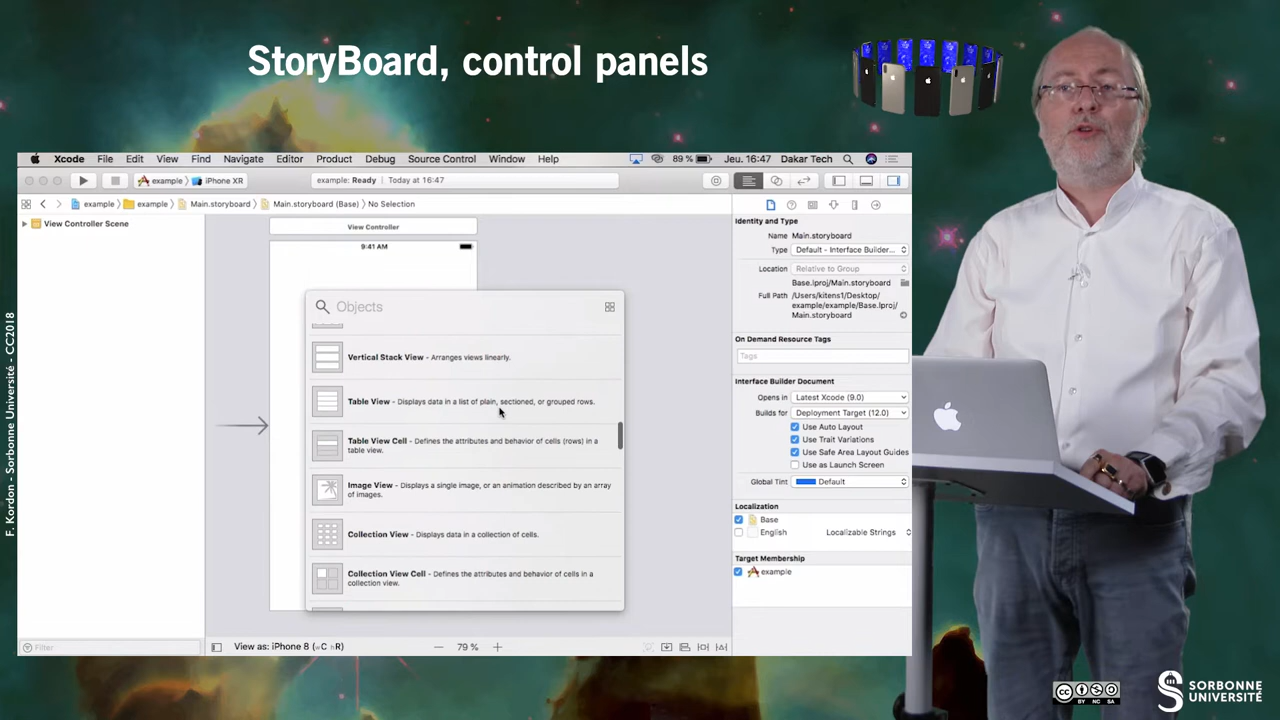 StoryBoard, control panels
Xcode File Edit View Find Navigate Editor Product Debug Source Control Window Help 89 % Jeu. 16:47 Dakar Tech
example iPhone XR example: Ready Today at 16:47
example example Main.storyboard Main.storyboard (Base) No Selection
View Controller Scene
View Controller
9:41 AM
Objects
Vertical Stack View - Arranges views linearly.
Table View - Displays data in a list of plain, sectioned, or grouped rows.
Table View Cell - Defines the attributes and behavior of cells (rows) in a
table view.
Image View - Displays a single image, or an animation described by an array
of images.
Collection View - Displays data in a collection of cells.
Collection View Cell - Defines the attributes and behavior of cells in a
collection view.
Filter
View as: iPhone 8 (wC hR)
79 %
Identity and Type
Name Main.storyboard
Type Default - Interface Builder...
Location Relative to Group
Base.lproj/Main.storyboard
Full Path /Users/kitens1/Desktop/
example/example/Base.lproj/
Main.storyboard
On Demand Resource Tags
Tags
Interface Builder Document
Opens in Latest Xcode (9.0)
Builds for Deployment Target (12.0)
Use Auto Layout
Use Trait Variations
Use Safe Area Layout Guides
Use as Launch Screen
Global Tint Default
Localization
Base
English Localizable Strings
Target Membership
example
F. Kordon - Sorbonne Université - CC2018
CC BY NC SA
SORBONNE
UNIVERSITÉ